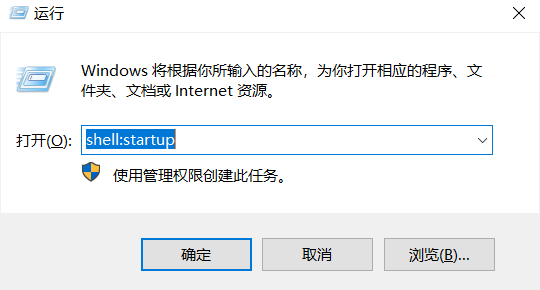 运行
Windows 将根据你所输入的名称，为你打开相应的程序、文
件夹、文档或 Internet 资源。
打开(O): shell:startup
使用管理权限创建此任务。
确定 取消 浏览(B)...